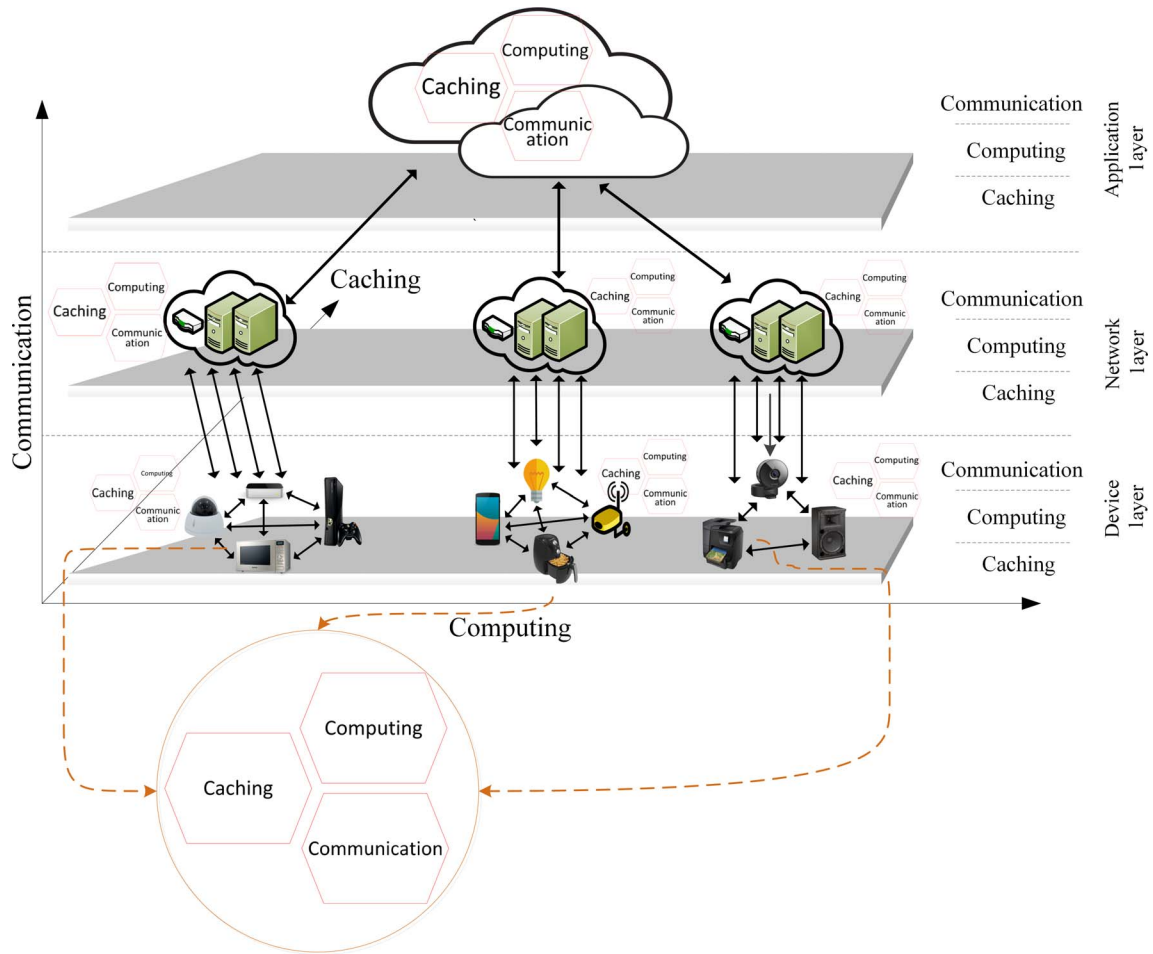 Computing
Caching
Communic
ation
Communication
Computing
Caching
Application
layer
Communication
Caching
Computing
Caching
Communic
ation
Computing
Caching
Communic
ation
Computing
Caching
Communic
ation
Communication
Computing
Caching
Network
layer
Computing
Caching
Communic
ation
Computing
Caching
Communic
ation
Computing
Caching
Communic
ation
Communication
Computing
Caching
Device
layer
Computing
Computing
Caching
Communication